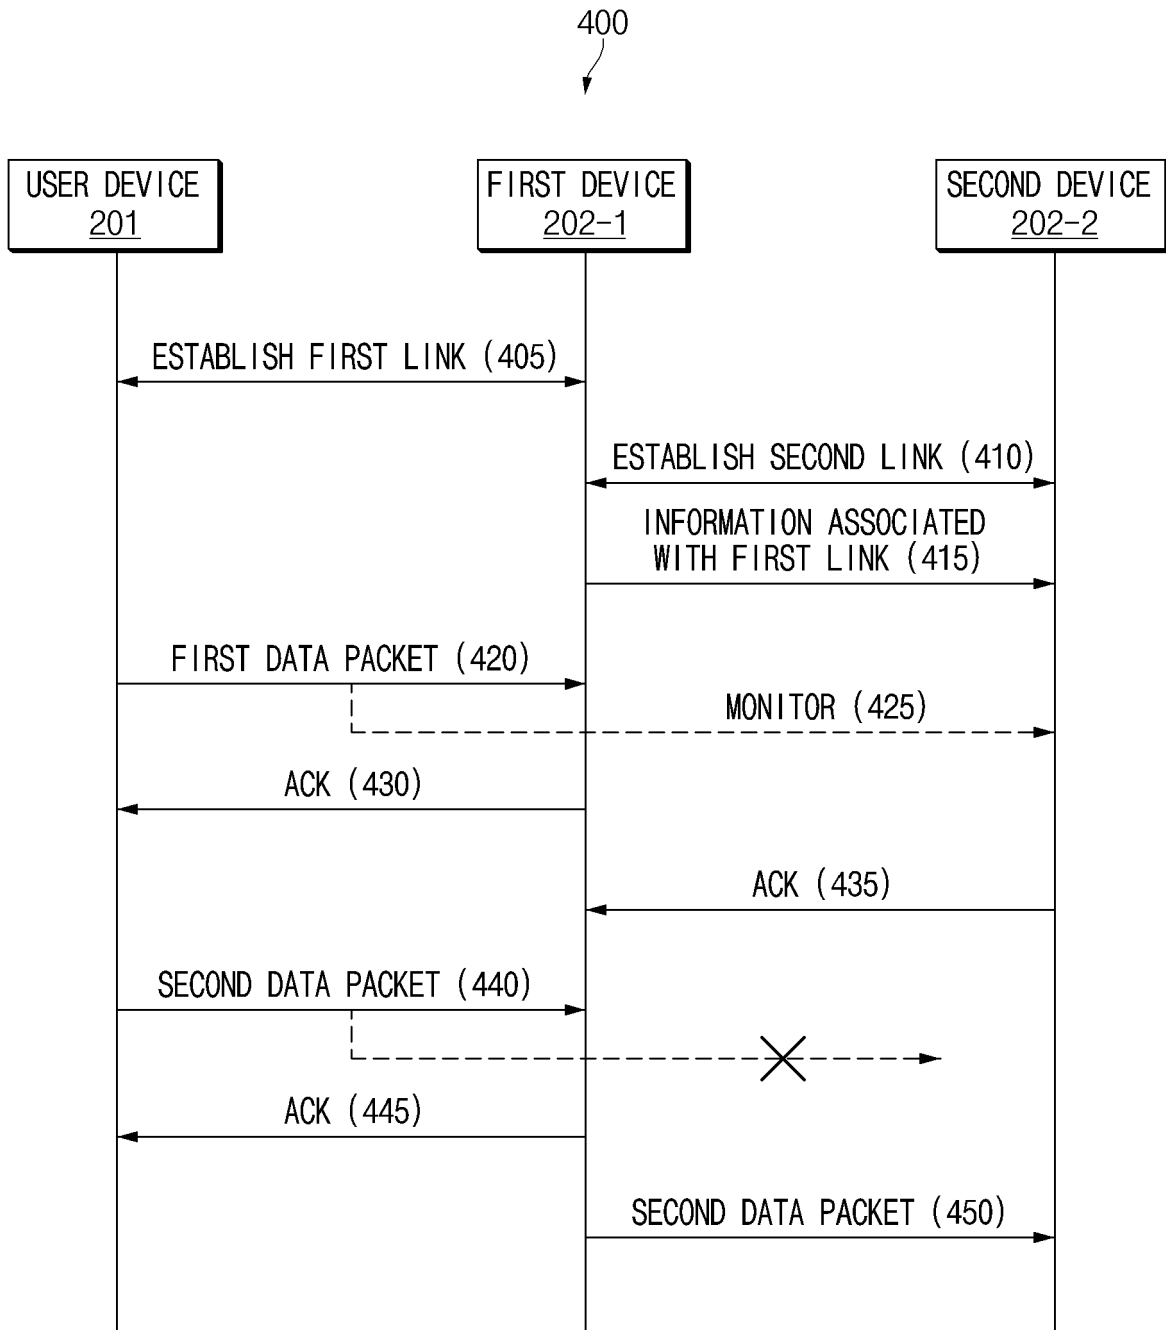 400
USER DEVICE
201
FIRST DEVICE
202-1
SECOND DEVICE
202-2
ESTABLISH FIRST LINK (405)
ESTABLISH SECOND LINK (410)
INFORMATION ASSOCIATED
WITH FIRST LINK (415)
FIRST DATA PACKET (420)
MONITOR (425)
ACK (430)
ACK (435)
SECOND DATA PACKET (440)
ACK (445)
SECOND DATA PACKET (450)